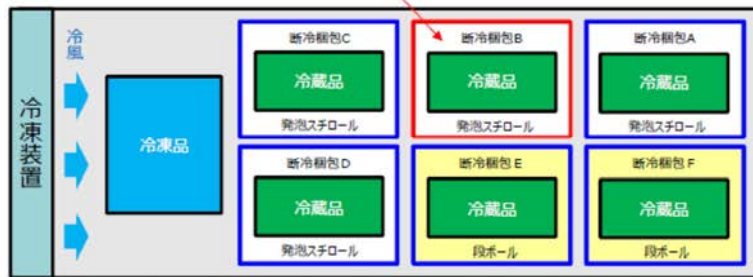 冷凍装置
冷風
冷凍品
断冷梱包C
冷蔵品
発泡スチロール
断冷梱包B
冷蔵品
発泡スチロール
断冷梱包A
冷蔵品
発泡スチロール
断冷梱包D
冷蔵品
発泡スチロール
断冷梱包E
冷蔵品
段ボール
断冷梱包F
冷蔵品
段ボール